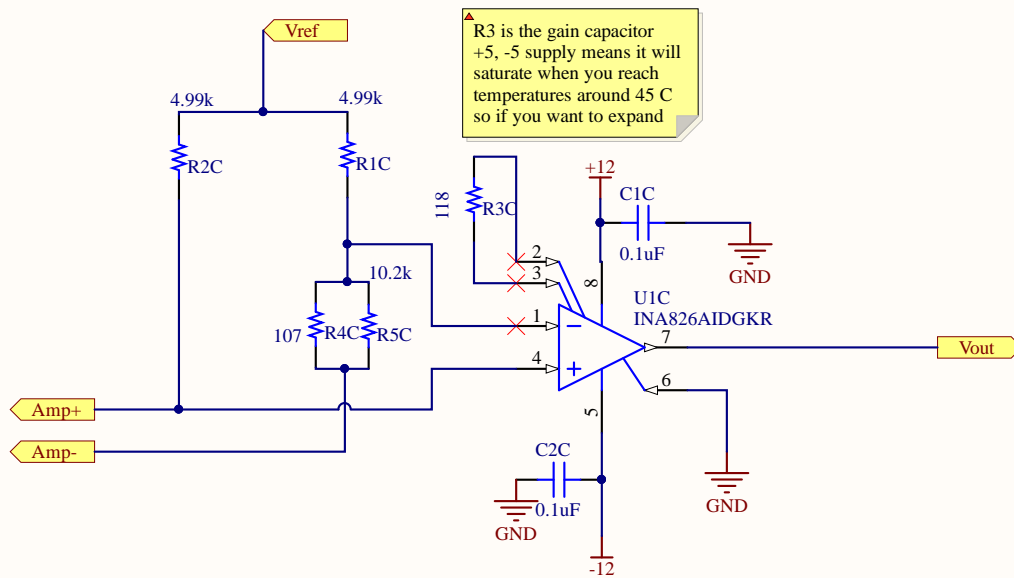 Vref
R3 is the gain capacitor
+5, -5 supply means it will
saturate when you reach
temperatures around 45 C
so if you want to expand
4.99k
4.99k
R2C
R1C
118
R3C
+12
C1C
0.1uF
GND
2
3
8
10.2k
107
R4C
R5C
1
4
U1C
INA826AIDGKR
7
Vout
6
5
Amp+
Amp-
C2C
0.1uF
GND
GND
-12